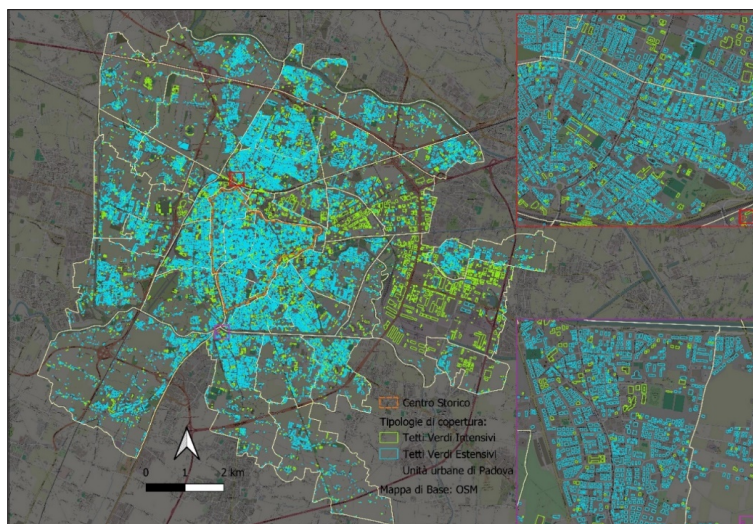 Centro Storico
Tipologie di copertura:
Tetti Verdi Intensivi
Tetti Verdi Estensivi
Unità urbane di Padova
Mappa di Base: OSM
0 1 2 km